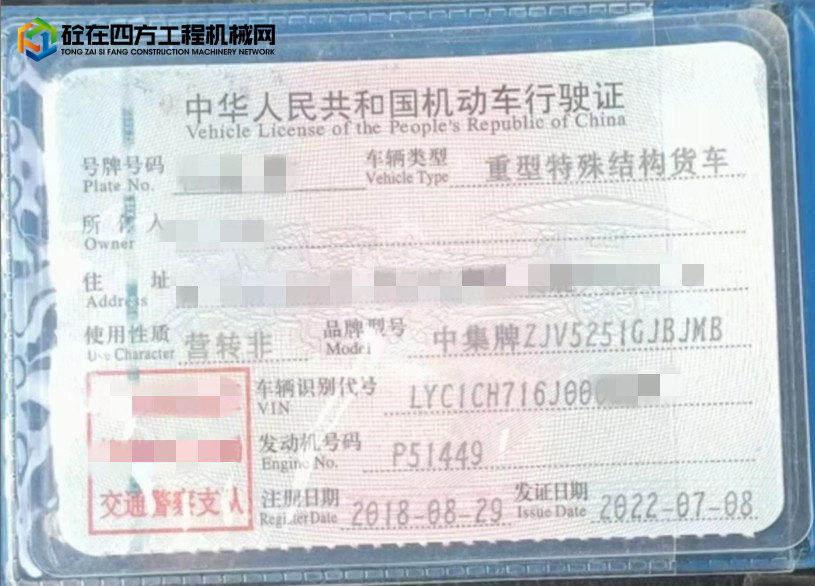 砼在四方工程机械网
TONG ZAI SI FANG CONSTRUCTION MACHINERY NETWORK
中华人民共和国机动车行驶证
Vehicle License of the People's Republic of China
号牌号码 车辆类型 重型特殊结构货车
Plate No. Vehicle Type
所有人
Owner
住址
Address
使用性质 营转非 品牌型号 中集牌ZJV5251GJBJMB
Use Character Model
车辆识别代号 LYC1CH716J00
VIN
发动机号码 P51449
Engine No.
交通警察支队 注册日期 2018-08-29 发证日期 2022-07-08
Register Date Issue Date